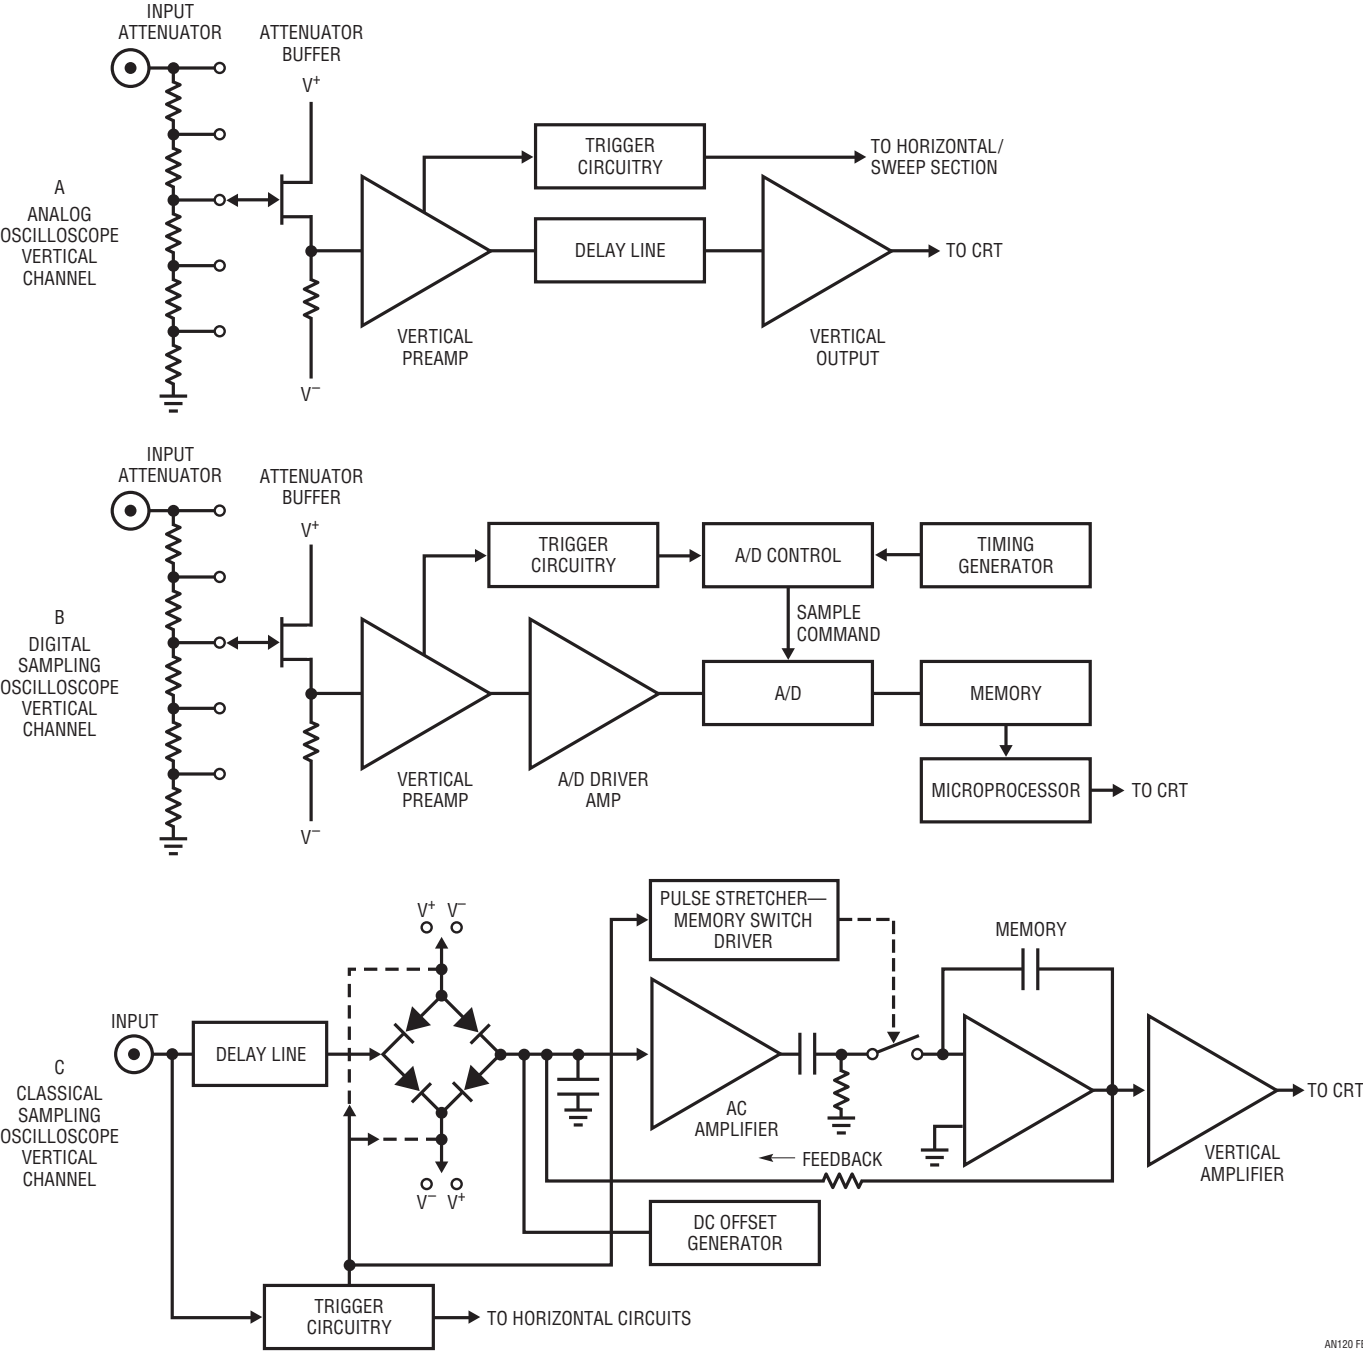 INPUT
ATTENUATOR
ATTENUATOR
BUFFER
V+
TRIGGER
CIRCUITRY
TO HORIZONTAL/
SWEEP SECTION
A
ANALOG
OSCILLOSCOPE
VERTICAL
CHANNEL
DELAY LINE
TO CRT
VERTICAL
PREAMP
VERTICAL
OUTPUT
V–
INPUT
ATTENUATOR
ATTENUATOR
BUFFER
V+
TRIGGER
CIRCUITRY
A/D CONTROL
TIMING
GENERATOR
SAMPLE
COMMAND
B
DIGITAL
SAMPLING
OSCILLOSCOPE
VERTICAL
CHANNEL
A/D
MEMORY
VERTICAL
PREAMP
A/D DRIVER
AMP
MICROPROCESSOR
TO CRT
V–
PULSE STRETCHER—
MEMORY SWITCH
DRIVER
V+ V–
MEMORY
INPUT
DELAY LINE
C
CLASSICAL
SAMPLING
OSCILLOSCOPE
VERTICAL
CHANNEL
AC
AMPLIFIER
TO CRT
VERTICAL
AMPLIFIER
FEEDBACK
V– V+
DC OFFSET
GENERATOR
TRIGGER
CIRCUITRY
TO HORIZONTAL CIRCUITS
AN120